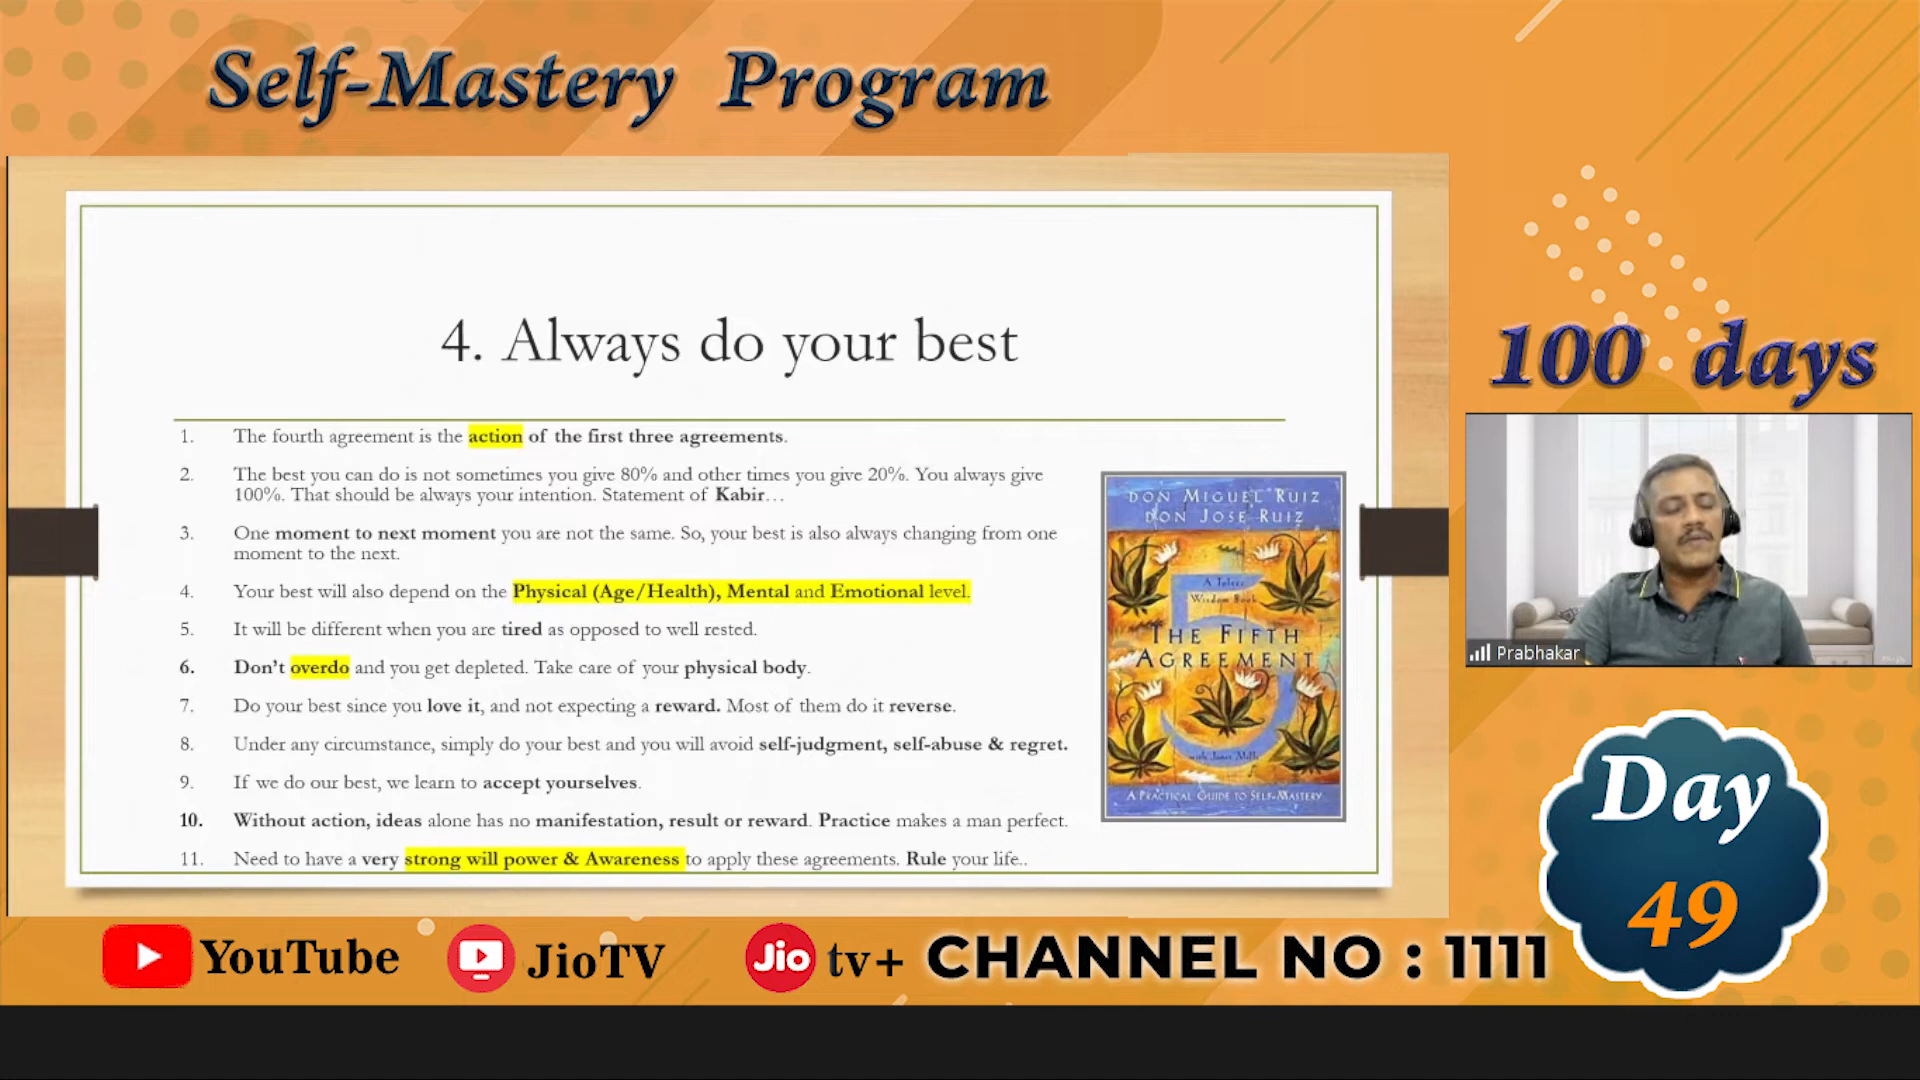 Self-Mastery Program
4. Always do your best
1. The fourth agreement is the action of the first three agreements.
2. The best you can do is not sometimes you give 80% and other times you give 20%. You always give
100%. That should be always your intention. Statement of Kabir…
3. One moment to next moment you are not the same. So, your best is also always changing from one
moment to the next.
4. Your best will also depend on the Physical (Age/Health), Mental and Emotional level.
5. It will be different when you are tired as opposed to well rested.
6. Don't overdo and you get depleted. Take care of your physical body.
7. Do your best since you love it, and not expecting a reward. Most of them do it reverse.
8. Under any circumstance, simply do your best and you will avoid self-judgment, self-abuse & regret.
9. If we do our best, we learn to accept yourselves.
10. Without action, ideas alone has no manifestation, result or reward. Practice makes a man perfect.
11. Need to have a very strong will power & Awareness to apply these agreements. Rule your life..
DON MIGUEL RUIZ
DON JOSE RUIZ
A Toltec
Wisdom Book
5
THE FIFTH
AGREEMENT
with Janet Mills
A PRACTICAL GUIDE TO SELF-MASTERY
100 days
Prabhakar
Day
49
YouTube JioTV Jio tv+ CHANNEL NO : 1111